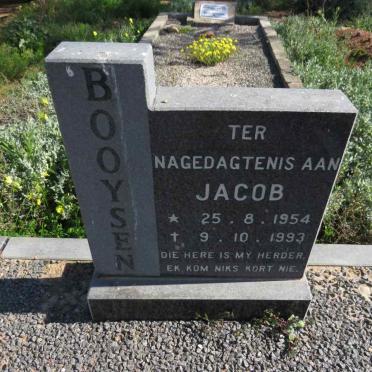 BOOYSEN
TER
NAGEDAGTENIS AAN
JACOB
★ 25 . 8 . 1954
† 9 . 10 . 1993
DIE HERE IS MY HERDER,
EK KOM NIKS KORT NIE.